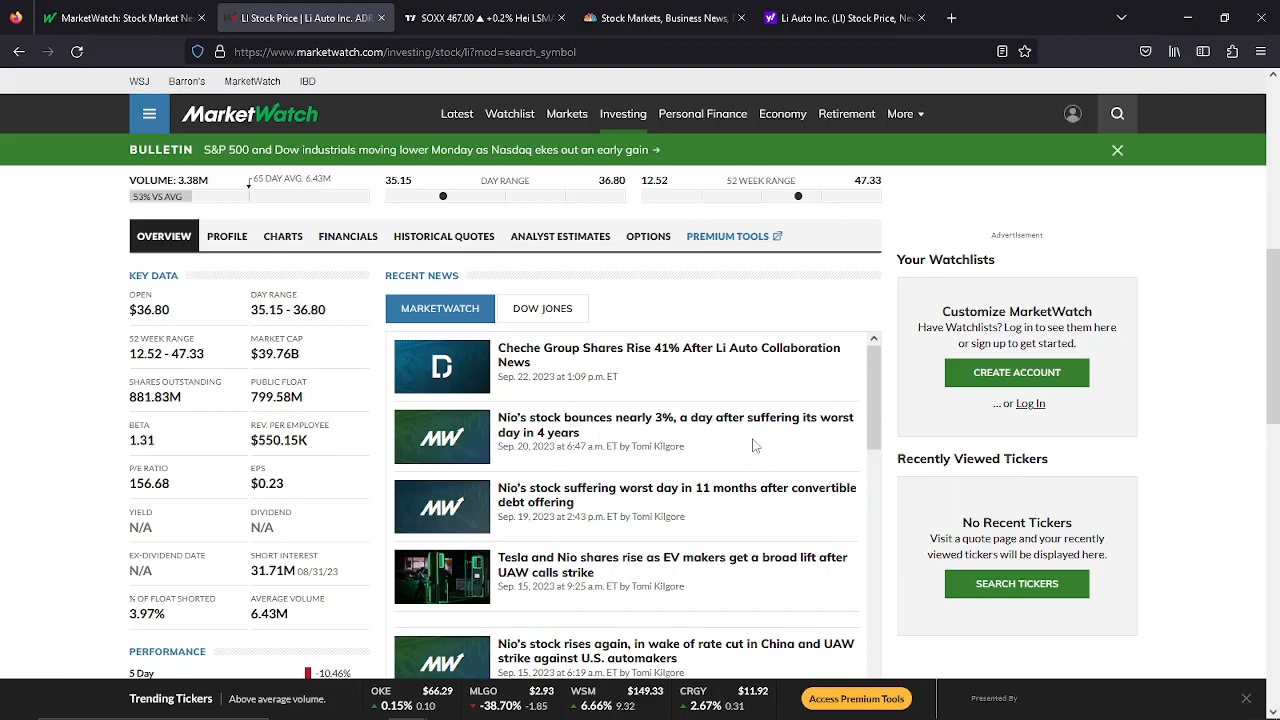 MarketWatch: Stock Market Ne
LI Stock Price | Li Auto Inc. ADR
SOXL 17.07 ▲ +1.2% Hei LSMA
Stock Markets, Business News,
Li Auto Inc. (LI) Stock Price, Ne
https://www.marketwatch.com/investing/stock/li?mod=search_symbol
WSJ Barron's MarketWatch IBD
MarketWatch
Latest Watchlist Markets Investing Personal Finance Economy Retirement More
BULLETIN S&P 500 and Dow industrials moving lower Monday as Nasdaq ekes out an early gain →
VOLUME: 3.38M
65 DAY AVG: 6.43M
53% VS AVG
35.15 DAY RANGE 36.80
12.52 52 WEEK RANGE 47.33
OVERVIEW PROFILE CHARTS FINANCIALS HISTORICAL QUOTES ANALYST ESTIMATES OPTIONS PREMIUM TOOLS
KEY DATA
OPEN
$36.80
DAY RANGE
35.15 - 36.80
52 WEEK RANGE
12.52 - 47.33
MARKET CAP
$39.76B
SHARES OUTSTANDING
881.83M
PUBLIC FLOAT
799.58M
BETA
1.31
REV. PER EMPLOYEE
$550.15K
P/E RATIO
156.68
EPS
$0.23
YIELD
N/A
DIVIDEND
N/A
EX-DIVIDEND DATE
N/A
SHORT INTEREST
31.71M 08/31/23
% OF FLOAT SHORTED
3.97%
AVERAGE VOLUME
6.43M
PERFORMANCE
5 Day
-10.46%
RECENT NEWS
MARKETWATCH DOW JONES
Cheche Group Shares Rise 41% After Li Auto Collaboration
News
Sep. 22, 2023 at 1:09 p.m. ET
MW
Nio's stock bounces nearly 3%, a day after suffering its worst
day in 4 years
Sep. 20, 2023 at 6:47 a.m. ET by Tomi Kilgore
MW
Nio's stock suffering worst day in 11 months after convertible
debt offering
Sep. 19, 2023 at 2:43 p.m. ET by Tomi Kilgore
Tesla and Nio shares rise as EV makers get a broad lift after
UAW calls strike
Sep. 15, 2023 at 9:25 a.m. ET by Tomi Kilgore
MW
Nio's stock rises again, in wake of rate cut in China and UAW
strike against U.S. automakers
Sep. 15, 2023 at 6:19 a.m. ET by Tomi Kilgore
Advertisement
Your Watchlists
Customize MarketWatch
Have Watchlists? Log in to see them here
or sign up to get started.
CREATE ACCOUNT
... or Log In
Recently Viewed Tickers
No Recent Tickers
Visit a quote page and your recently
viewed tickers will be displayed here.
SEARCH TICKERS
Trending Tickers
Above average volume.
OKE $66.29
0.15% 0.10
MLGO $2.93
-38.70%
WSM $149.33
6.66% 9.32
CRGY $11.92
2.67% 0.31
Access Premium Tools
Presented By